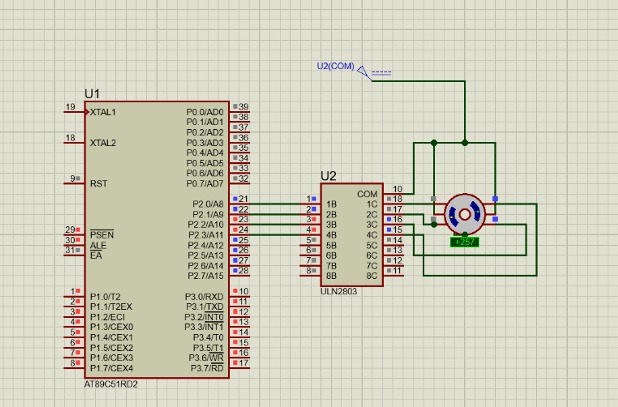 U2(COM)
U1
19 XTAL1 P0.0/AD0 39
P0.1/AD1 38
P0.2/AD2 37
18 XTAL2 P0.3/AD3 36
P0.4/AD4 35
P0.5/AD5 34
P0.6/AD6 33
9 RST P0.7/AD7 32
P2.0/A8 21
P2.1/A9 22
P2.2/A10 23
29 PSEN P2.3/A11 24
30 ALE P2.4/A12 25
31 EA P2.5/A13 26
P2.6/A14 27
P2.7/A15 28
1 P1.0/T2 P3.0/RXD 10
2 P1.1/T2EX P3.1/TXD 11
3 P1.2/ECI P3.2/INT0 12
4 P1.3/CEX0 P3.3/INT1 13
5 P1.4/CEX1 P3.4/T0 14
6 P1.5/CEX2 P3.5/T1 15
7 P1.6/CEX3 P3.6/WR 16
8 P1.7/CEX4 P3.7/RD 17
AT89C51RD2
U2
COM 10
1 1B 1C 18
2 2B 2C 17
3 3B 3C 16
4 4B 4C 15
5 5B 5C 14
6 6B 6C 13
7 7B 7C 12
8 8B 8C 11
ULN2803
+257